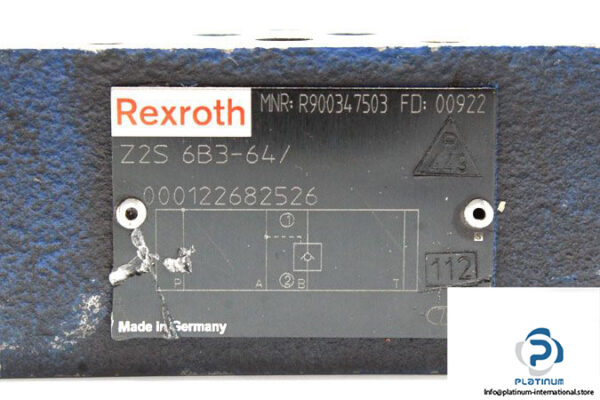 Rexroth MNR: R900347503 FD: 00922
Z2S 6B3-64/
000122682526
①
P A ② B T
112
Made in Germany
PLATINUM
INTERNATIONAL
Info@platinum-international.store